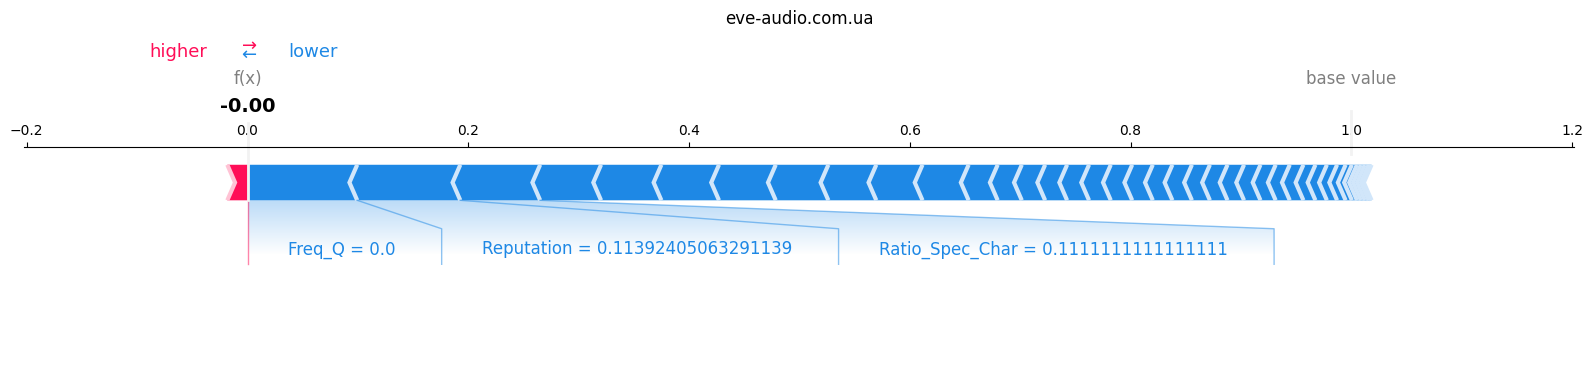 eve-audio.com.ua
higher ⇄ lower
f(x) base value
-0.00
−0.2 0.0 0.2 0.4 0.6 0.8 1.0 1.2
Freq_Q = 0.0 Reputation = 0.11392405063291139 Ratio_Spec_Char = 0.1111111111111111